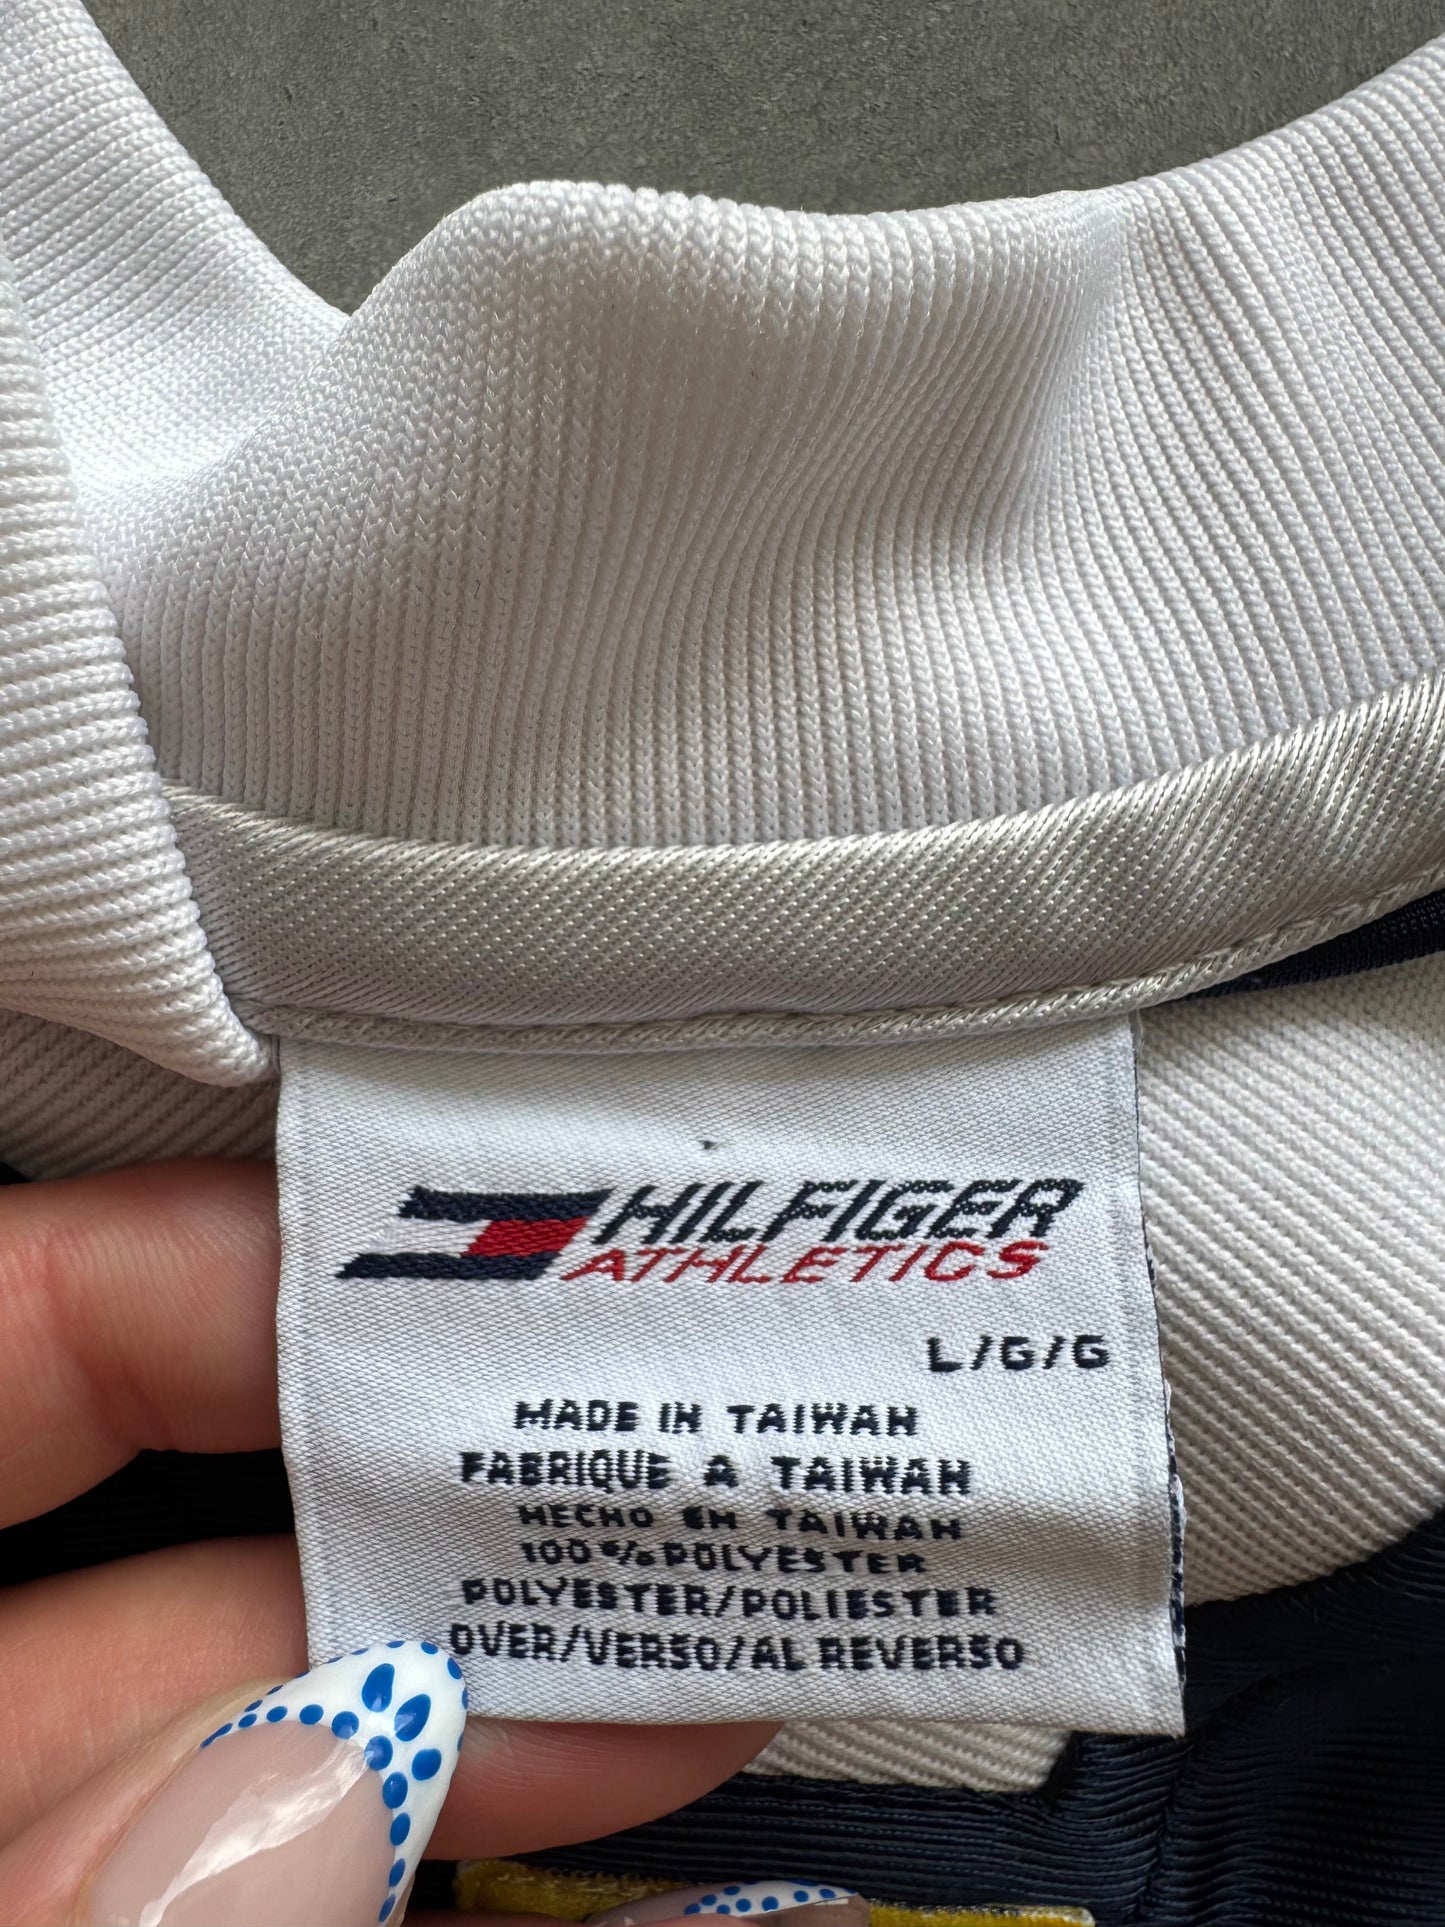 HILFIGER
ATHLETICS
L/G/G
MADE IN TAIWAN
FABRIQUE A TAIWAN
HECHO EN TAIWAN
100%POLYESTER
POLYESTER/POLIESTER
OVER/VERSO/AL REVERSO